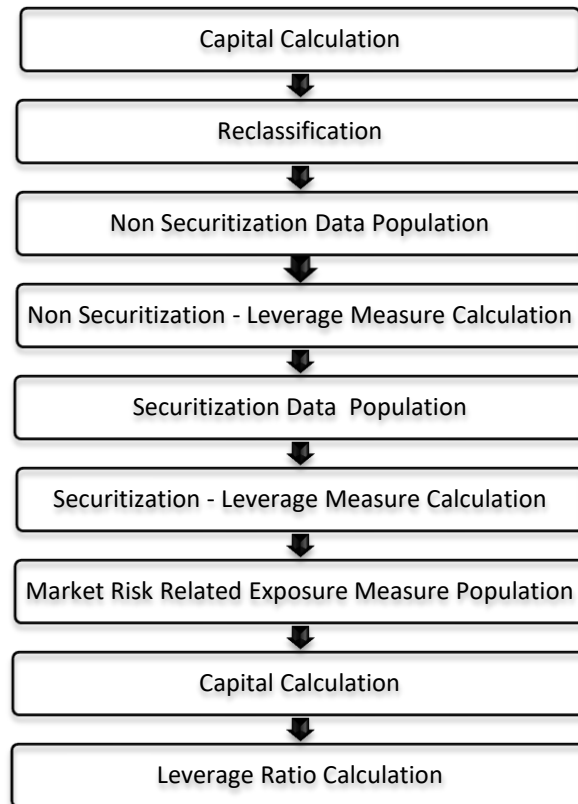 Capital Calculation
Reclassification
Non Securitization Data Population
Non Securitization - Leverage Measure Calculation
Securitization Data Population
Securitization - Leverage Measure Calculation
Market Risk Related Exposure Measure Population
Capital Calculation
Leverage Ratio Calculation